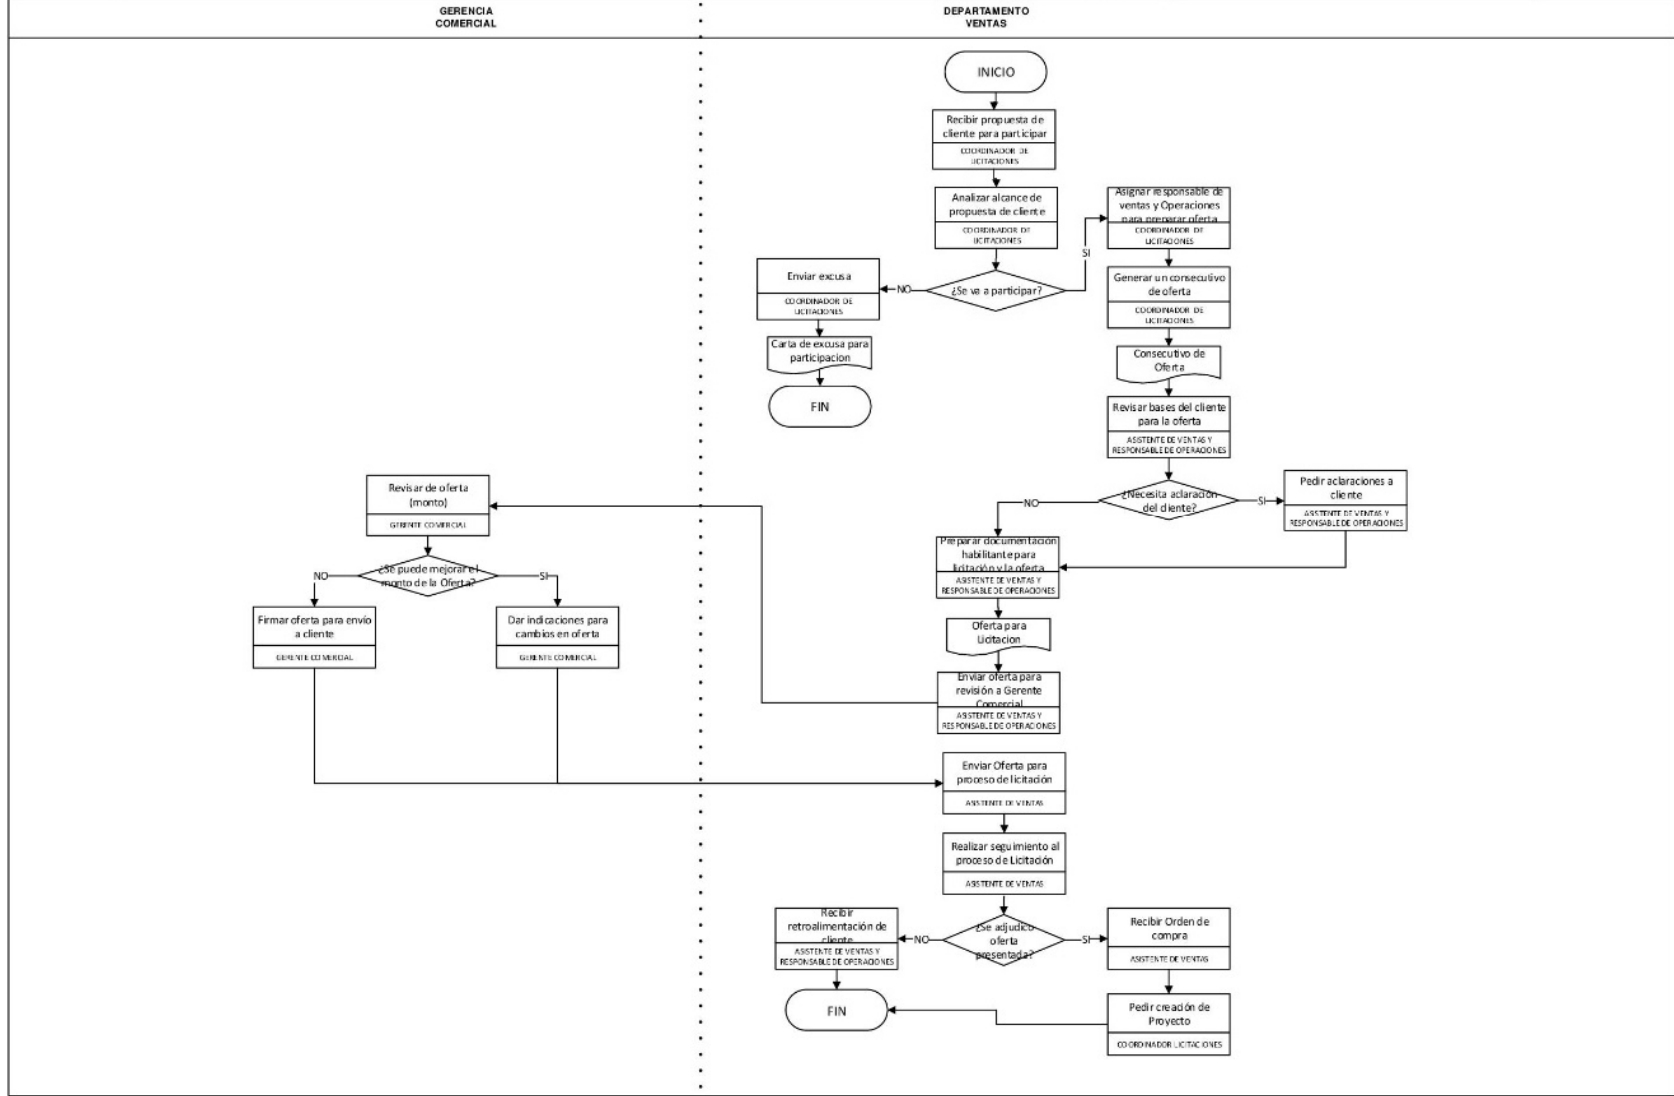 GERENCIA
COMERCIAL
DEPARTAMENTO
VENTAS
INICIO
Recibir propuesta de
cliente para participar
COORDINADOR DE
LICITACIONES
Analizar alcance de
propuesta de cliente
COORDINADOR DE
LICITACIONES
¿Se va a participar?
NO
SI
Enviar excusa
COORDINADOR DE
LICITACIONES
Carta de excusa para
participacion
FIN
Asignar responsable de
ventas y Operaciones
para preparar oferta
COORDINADOR DE
LICITACIONES
Generar un consecutivo
de oferta
COORDINADOR DE
LICITACIONES
Consecutivo de
Oferta
Revisar bases del cliente
para la oferta
ASISTENTE DE VENTAS Y
RESPONSABLE DE OPERACIONES
¿Necesita aclaración
del cliente?
NO
SI
Pedir aclaraciones a
cliente
ASISTENTE DE VENTAS Y
RESPONSABLE DE OPERACIONES
Preparar documentación
habilitante para
licitación y la oferta
ASISTENTE DE VENTAS Y
RESPONSABLE DE OPERACIONES
Oferta para
Licitacion
Enviar oferta para
revisión a Gerente
Comercial
ASISTENTE DE VENTAS Y
RESPONSABLE DE OPERACIONES
Revisar de oferta
(monto)
GERENTE COMERCIAL
¿Se puede mejorar el
monto de la Oferta?
NO
SI
Firmar oferta para envío
a cliente
GERENTE COMERCIAL
Dar indicaciones para
cambios en oferta
GERENTE COMERCIAL
Enviar Oferta para
proceso de licitación
ASISTENTE DE VENTAS
Realizar seguimiento al
proceso de Licitación
ASISTENTE DE VENTAS
¿Se adjudicó
oferta
presentada?
NO
SI
Recibir
retroalimentación de
cliente
ASISTENTE DE VENTAS Y
RESPONSABLE DE OPERACIONES
FIN
Recibir Orden de
compra
ASISTENTE DE VENTAS
Pedir creación de
Proyecto
COORDINADOR LICITACIONES